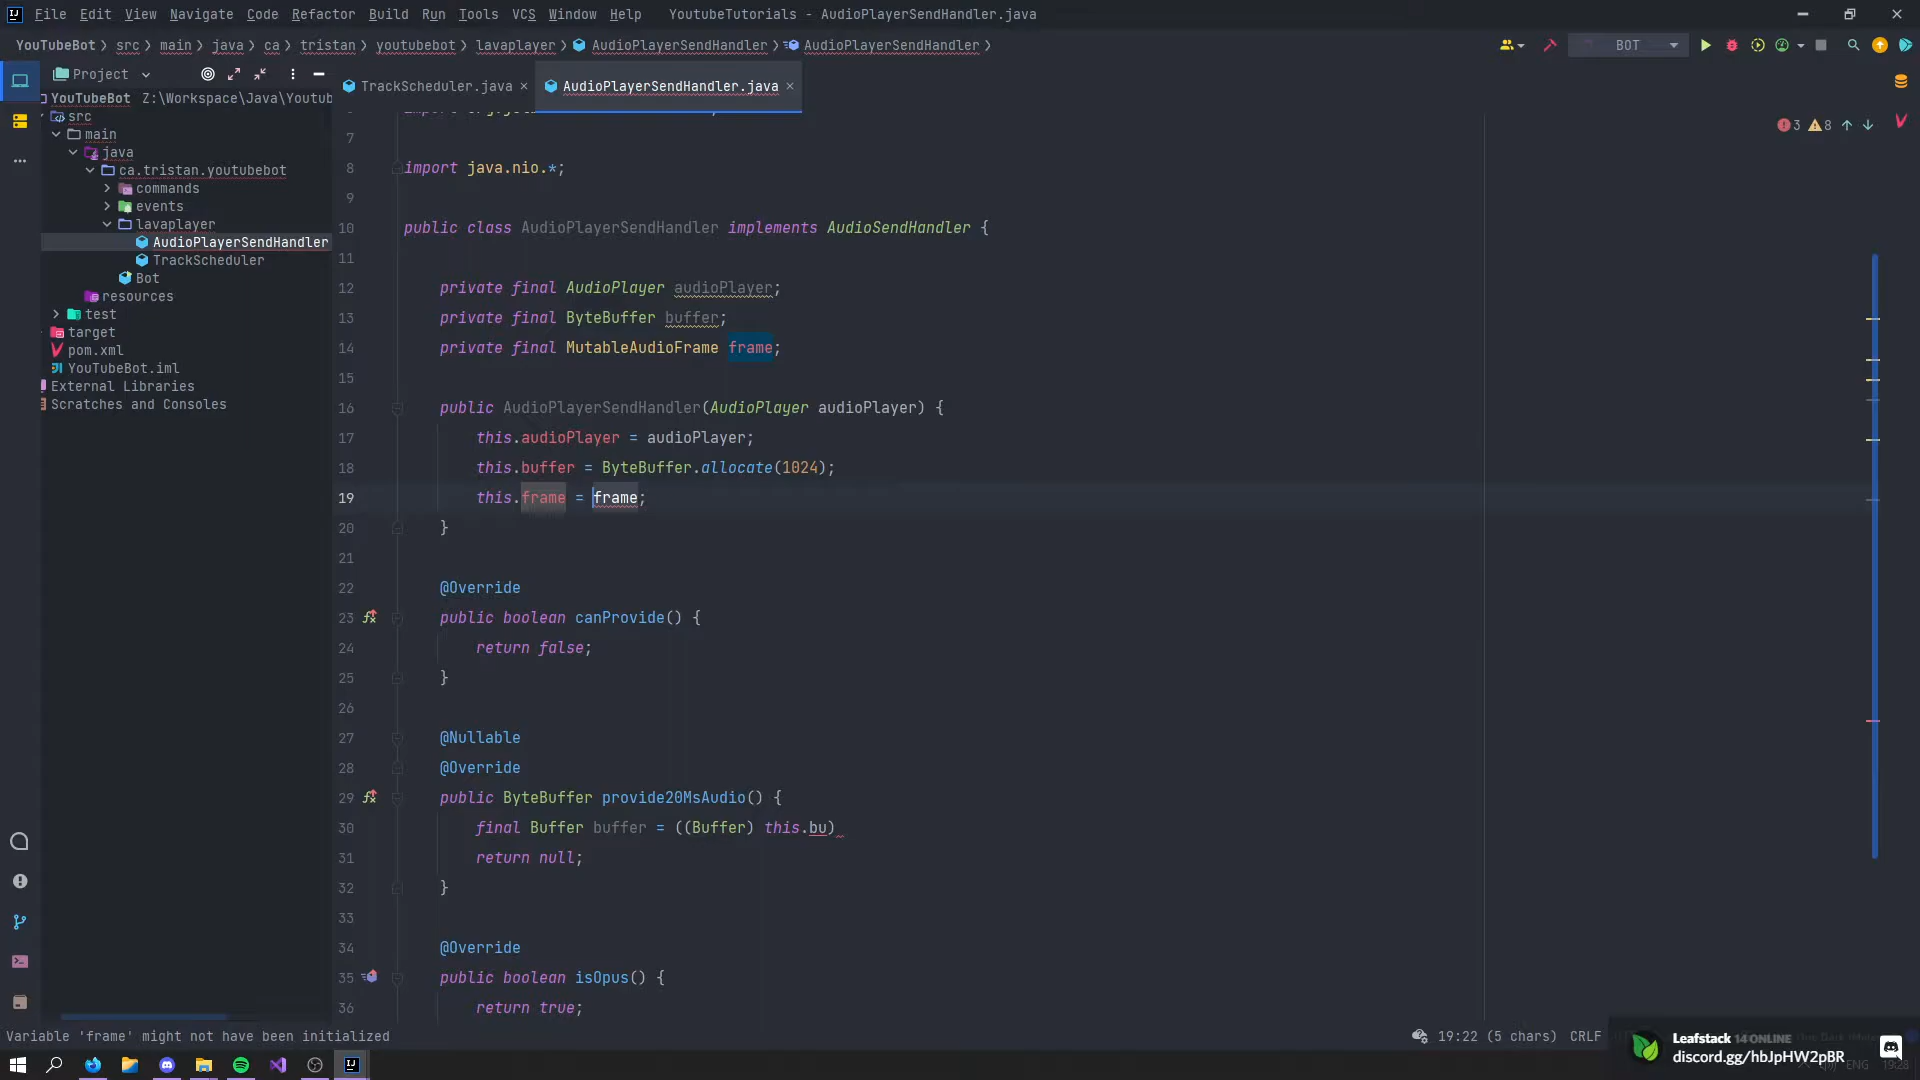 File Edit View Navigate Code Refactor Build Run Tools VCS Window Help YoutubeTutorials - AudioPlayerSendHandler.java
YouTubeBot src main java ca tristan youtubebot lavaplayer AudioPlayerSendHandler AudioPlayerSendHandler
BOT
Project
TrackScheduler.java
AudioPlayerSendHandler.java
YouTubeBot Z:\Workspace\Java\Youtub
src
main
java
ca.tristan.youtubebot
commands
events
lavaplayer
AudioPlayerSendHandler
TrackScheduler
Bot
resources
test
target
pom.xml
YouTubeBot.iml
External Libraries
Scratches and Consoles
3 8
7
8 import java.nio.*;
9
10 public class AudioPlayerSendHandler implements AudioSendHandler {
11
12 private final AudioPlayer audioPlayer;
13 private final ByteBuffer buffer;
14 private final MutableAudioFrame frame;
15
16 public AudioPlayerSendHandler(AudioPlayer audioPlayer) {
17 this.audioPlayer = audioPlayer;
18 this.buffer = ByteBuffer.allocate(1024);
19 this.frame = frame;
20 }
21
22 @Override
23 public boolean canProvide() {
24 return false;
25 }
26
27 @Nullable
28 @Override
29 public ByteBuffer provide20MsAudio() {
30 final Buffer buffer = ((Buffer) this.bu)
31 return null;
32 }
33
34 @Override
35 public boolean isOpus() {
36 return true;
Variable 'frame' might not have been initialized
19:22 (5 chars) CRLF
Leafstack 14 ONLINE
discord.gg/hbJpHW2pBR
ENG 19:28